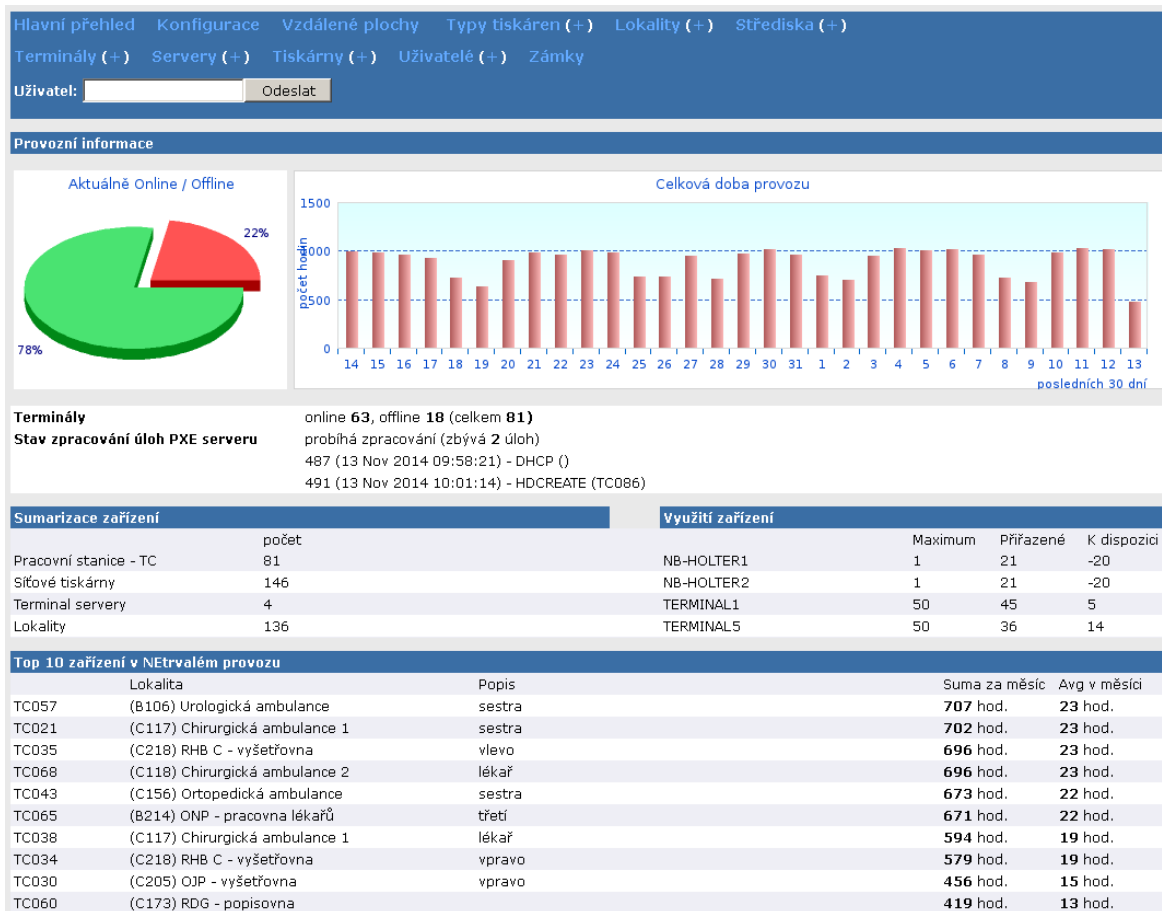 Hlavní přehled Konfigurace Vzdálené plochy Typy tiskáren (+) Lokality (+) Střediska (+)
Terminály (+) Servery (+) Tiskárny (+) Uživatelé (+) Zámky
Uživatel: Odeslat
Provozní informace
Aktuálně Online / Offline
22%
78%
Celková doba provozu
počet hodin
1500
1000
500
0
14 15 16 17 18 19 20 21 22 23 24 25 26 27 28 29 30 31 1 2 3 4 5 6 7 8 9 10 11 12 13
posledních 30 dní
Terminály online 63, offline 18 (celkem 81)
Stav zpracování úloh PXE serveru probíhá zpracování (zbývá 2 úloh)
487 (13 Nov 2014 09:58:21) - DHCP ()
491 (13 Nov 2014 10:01:14) - HDCREATE (TC086)
Sumarizace zařízení
počet
Pracovní stanice - TC 81
Síťové tiskárny 146
Terminal servery 4
Lokality 136
Využití zařízení
Maximum Přiřazené K dispozici
NB-HOLTER1 1 21 -20
NB-HOLTER2 1 21 -20
TERMINAL1 50 45 5
TERMINAL5 50 36 14
Top 10 zařízení v NEtrvalém provozu
Lokalita Popis Suma za měsíc Avg v měsíci
TC057 (B106) Urologická ambulance sestra 707 hod. 23 hod.
TC021 (C117) Chirurgická ambulance 1 sestra 702 hod. 23 hod.
TC035 (C218) RHB C - vyšetřovna vlevo 696 hod. 23 hod.
TC068 (C118) Chirurgická ambulance 2 lékař 696 hod. 23 hod.
TC043 (C156) Ortopedická ambulance sestra 673 hod. 22 hod.
TC065 (B214) ONP - pracovna lékařů třetí 671 hod. 22 hod.
TC038 (C117) Chirurgická ambulance 1 lékař 594 hod. 19 hod.
TC034 (C218) RHB C - vyšetřovna vpravo 579 hod. 19 hod.
TC030 (C205) OJP - vyšetřovna vpravo 456 hod. 15 hod.
TC060 (C173) RDG - popisovna 419 hod. 13 hod.